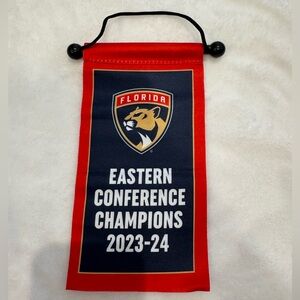 FLORIDA
EASTERN
CONFERENCE
CHAMPIONS
2023-24